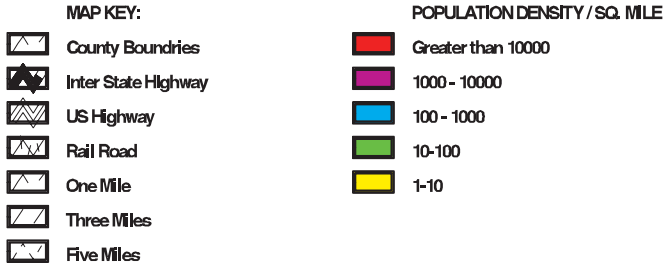 MAP KEY:
County Boundries
Inter State Highway
US Highway
Rail Road
One Mile
Three Miles
Five Miles
POPULATION DENSITY / SQ. MILE
Greater than 10000
1000 - 10000
100 - 1000
10-100
1-10